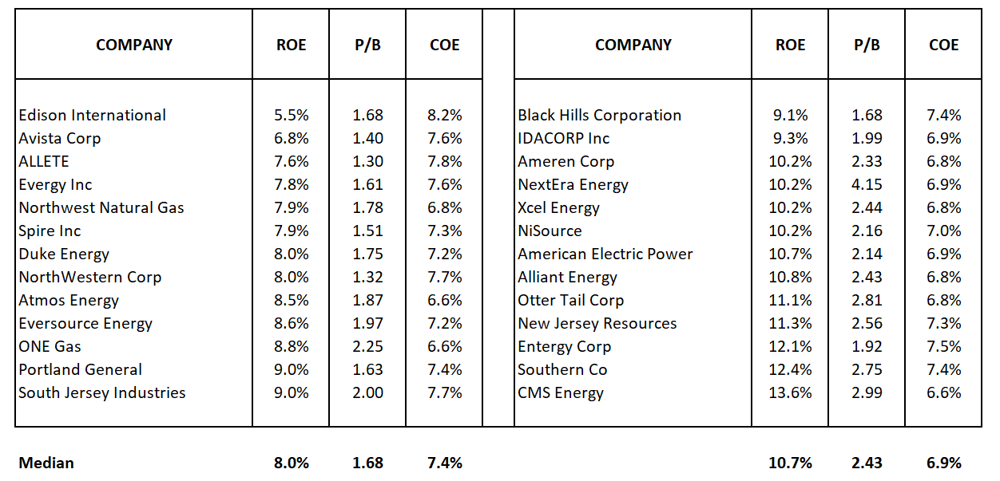 COMPANY ROE P/B COE COMPANY ROE P/B COE
Edison International 5.5% 1.68 8.2% Black Hills Corporation 9.1% 1.68 7.4%
Avista Corp 6.8% 1.40 7.6% IDACORP Inc 9.3% 1.99 6.9%
ALLETE 7.6% 1.30 7.8% Ameren Corp 10.2% 2.33 6.8%
Evergy Inc 7.8% 1.61 7.6% NextEra Energy 10.2% 4.15 6.9%
Northwest Natural Gas 7.9% 1.78 6.8% Xcel Energy 10.2% 2.44 6.8%
Spire Inc 7.9% 1.51 7.3% NiSource 10.2% 2.16 7.0%
Duke Energy 8.0% 1.75 7.2% American Electric Power 10.7% 2.14 6.9%
NorthWestern Corp 8.0% 1.32 7.7% Alliant Energy 10.8% 2.43 6.8%
Atmos Energy 8.5% 1.87 6.6% Otter Tail Corp 11.1% 2.81 6.8%
Eversource Energy 8.6% 1.97 7.2% New Jersey Resources 11.3% 2.56 7.3%
ONE Gas 8.8% 2.25 6.6% Entergy Corp 12.1% 1.92 7.5%
Portland General 9.0% 1.63 7.4% Southern Co 12.4% 2.75 7.4%
South Jersey Industries 9.0% 2.00 7.7% CMS Energy 13.6% 2.99 6.6%
Median 8.0% 1.68 7.4% 10.7% 2.43 6.9%